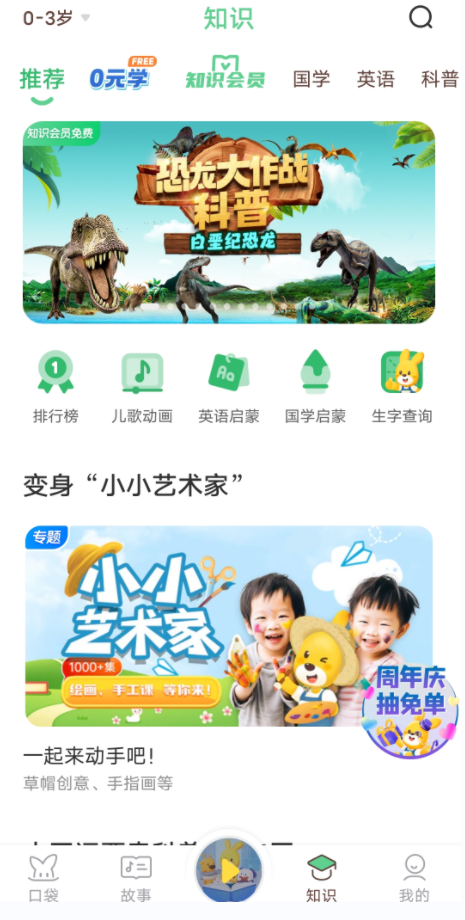 0-3岁
知识
推荐
0元学
FREE
知识会员
国学
英语
科普
知识会员免费
恐龙大作战
科普
白垩纪恐龙
1
排行榜
儿歌动画
Aa
英语启蒙
国学启蒙
生字查询
变身“小小艺术家”
专题
小小
艺术家
1000+集
绘画、手工课 等你来!
周年庆
抽免单
一起来动手吧!
草帽创意、手指画等
口袋
故事
知识
我的